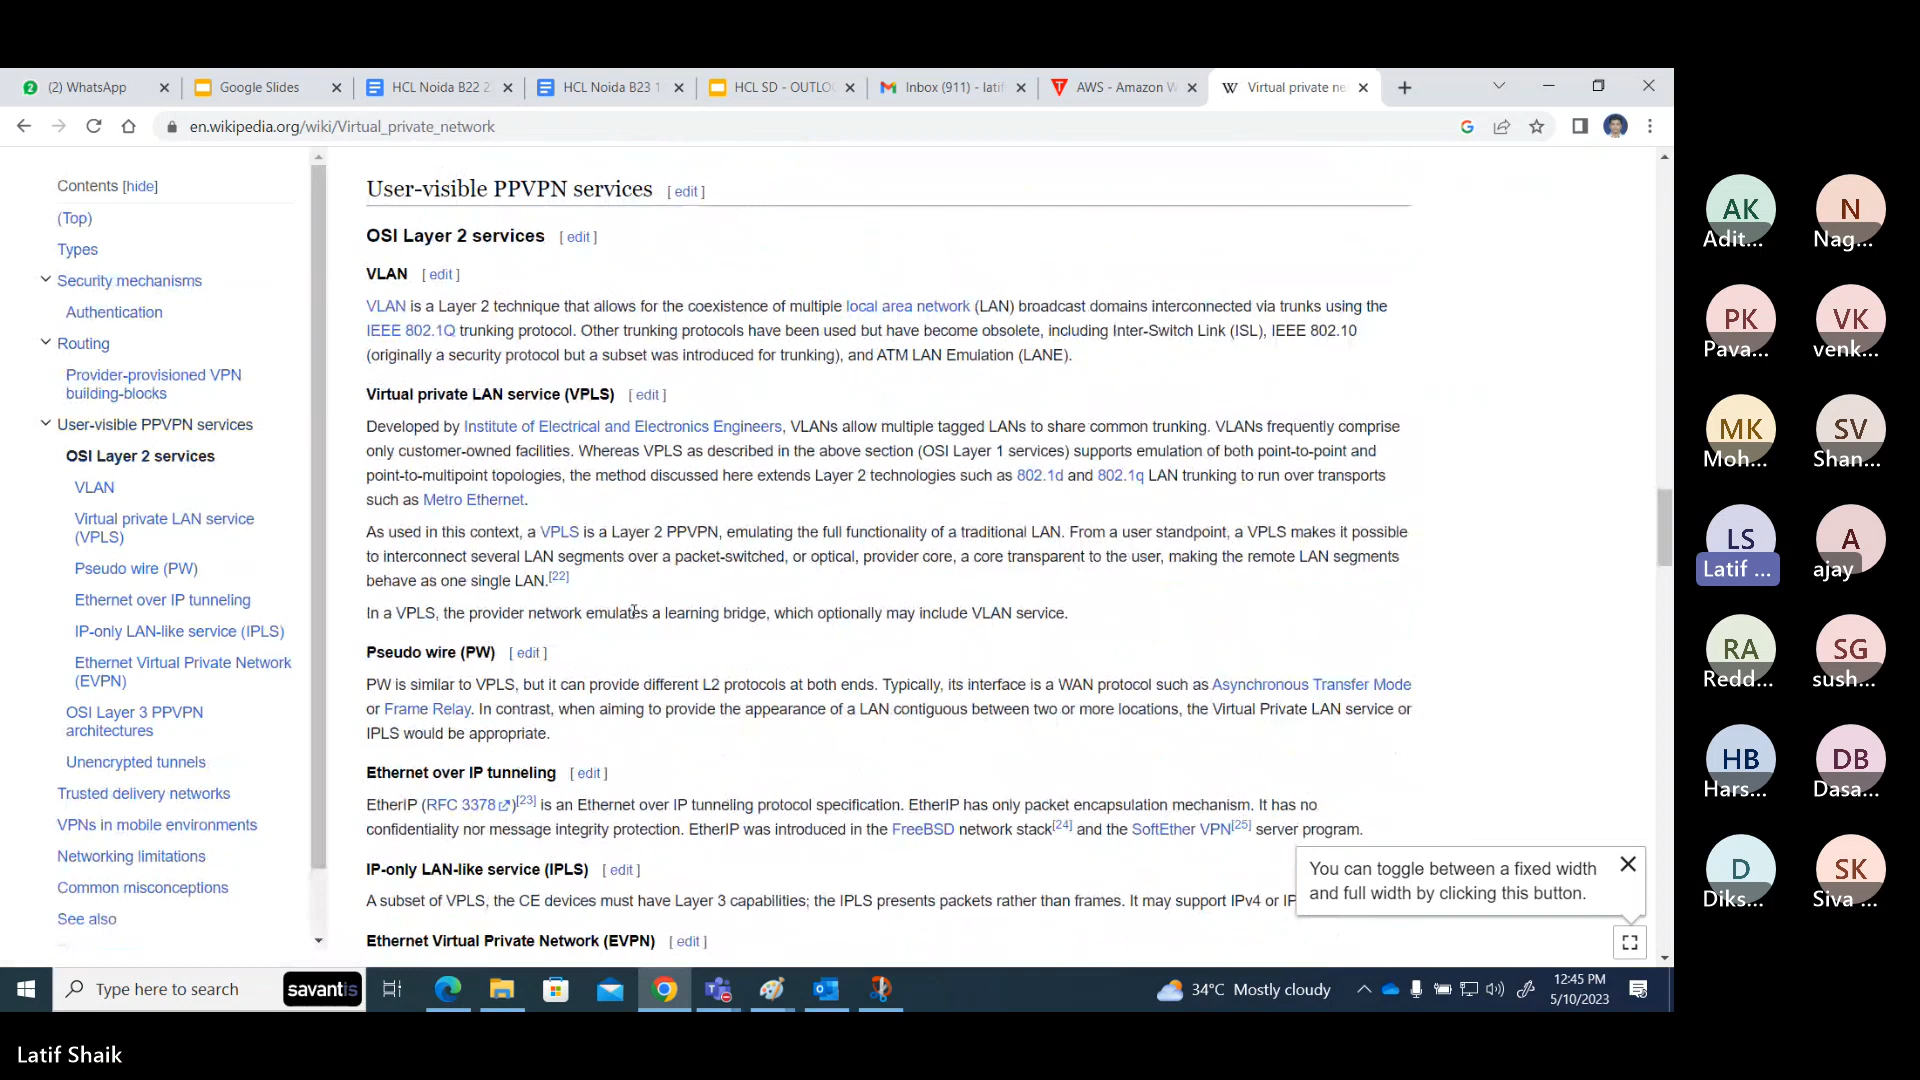 (2) WhatsApp
Google Slides
HCL Noida B22 2
HCL Noida B23 1
HCL SD - OUTLO
Inbox (911) - latif
AWS - Amazon W
Virtual private ne
en.wikipedia.org/wiki/Virtual_private_network
Contents [hide]
(Top)
Types
Security mechanisms
Authentication
Routing
Provider-provisioned VPN
building-blocks
User-visible PPVPN services
OSI Layer 2 services
VLAN
Virtual private LAN service
(VPLS)
Pseudo wire (PW)
Ethernet over IP tunneling
IP-only LAN-like service (IPLS)
Ethernet Virtual Private Network
(EVPN)
OSI Layer 3 PPVPN
architectures
Unencrypted tunnels
Trusted delivery networks
VPNs in mobile environments
Networking limitations
Common misconceptions
See also
User-visible PPVPN services [ edit ]
OSI Layer 2 services [ edit ]
VLAN [ edit ]
VLAN is a Layer 2 technique that allows for the coexistence of multiple local area network (LAN) broadcast domains interconnected via trunks using the
IEEE 802.1Q trunking protocol. Other trunking protocols have been used but have become obsolete, including Inter-Switch Link (ISL), IEEE 802.10
(originally a security protocol but a subset was introduced for trunking), and ATM LAN Emulation (LANE).
Virtual private LAN service (VPLS) [ edit ]
Developed by Institute of Electrical and Electronics Engineers, VLANs allow multiple tagged LANs to share common trunking. VLANs frequently comprise
only customer-owned facilities. Whereas VPLS as described in the above section (OSI Layer 1 services) supports emulation of both point-to-point and
point-to-multipoint topologies, the method discussed here extends Layer 2 technologies such as 802.1d and 802.1q LAN trunking to run over transports
such as Metro Ethernet.
As used in this context, a VPLS is a Layer 2 PPVPN, emulating the full functionality of a traditional LAN. From a user standpoint, a VPLS makes it possible
to interconnect several LAN segments over a packet-switched, or optical, provider core, a core transparent to the user, making the remote LAN segments
behave as one single LAN.[22]
In a VPLS, the provider network emulates a learning bridge, which optionally may include VLAN service.
Pseudo wire (PW) [ edit ]
PW is similar to VPLS, but it can provide different L2 protocols at both ends. Typically, its interface is a WAN protocol such as Asynchronous Transfer Mode
or Frame Relay. In contrast, when aiming to provide the appearance of a LAN contiguous between two or more locations, the Virtual Private LAN service or
IPLS would be appropriate.
Ethernet over IP tunneling [ edit ]
EtherIP (RFC 3378)[23] is an Ethernet over IP tunneling protocol specification. EtherIP has only packet encapsulation mechanism. It has no
confidentiality nor message integrity protection. EtherIP was introduced in the FreeBSD network stack[24] and the SoftEther VPN[25] server program.
IP-only LAN-like service (IPLS) [ edit ]
A subset of VPLS, the CE devices must have Layer 3 capabilities; the IPLS presents packets rather than frames. It may support IPv4 or IP
Ethernet Virtual Private Network (EVPN) [ edit ]
You can toggle between a fixed width
and full width by clicking this button.
AK
Adit...
N
Nag...
PK
Pava...
VK
venk...
MK
Moh...
SV
Shan...
LS
Latif ...
A
ajay
RA
Redd...
SG
sush...
HB
Hars...
DB
Dasa...
D
Diks...
SK
Siva ...
Type here to search
savantis
34°C Mostly cloudy
12:45 PM
5/10/2023
Latif Shaik